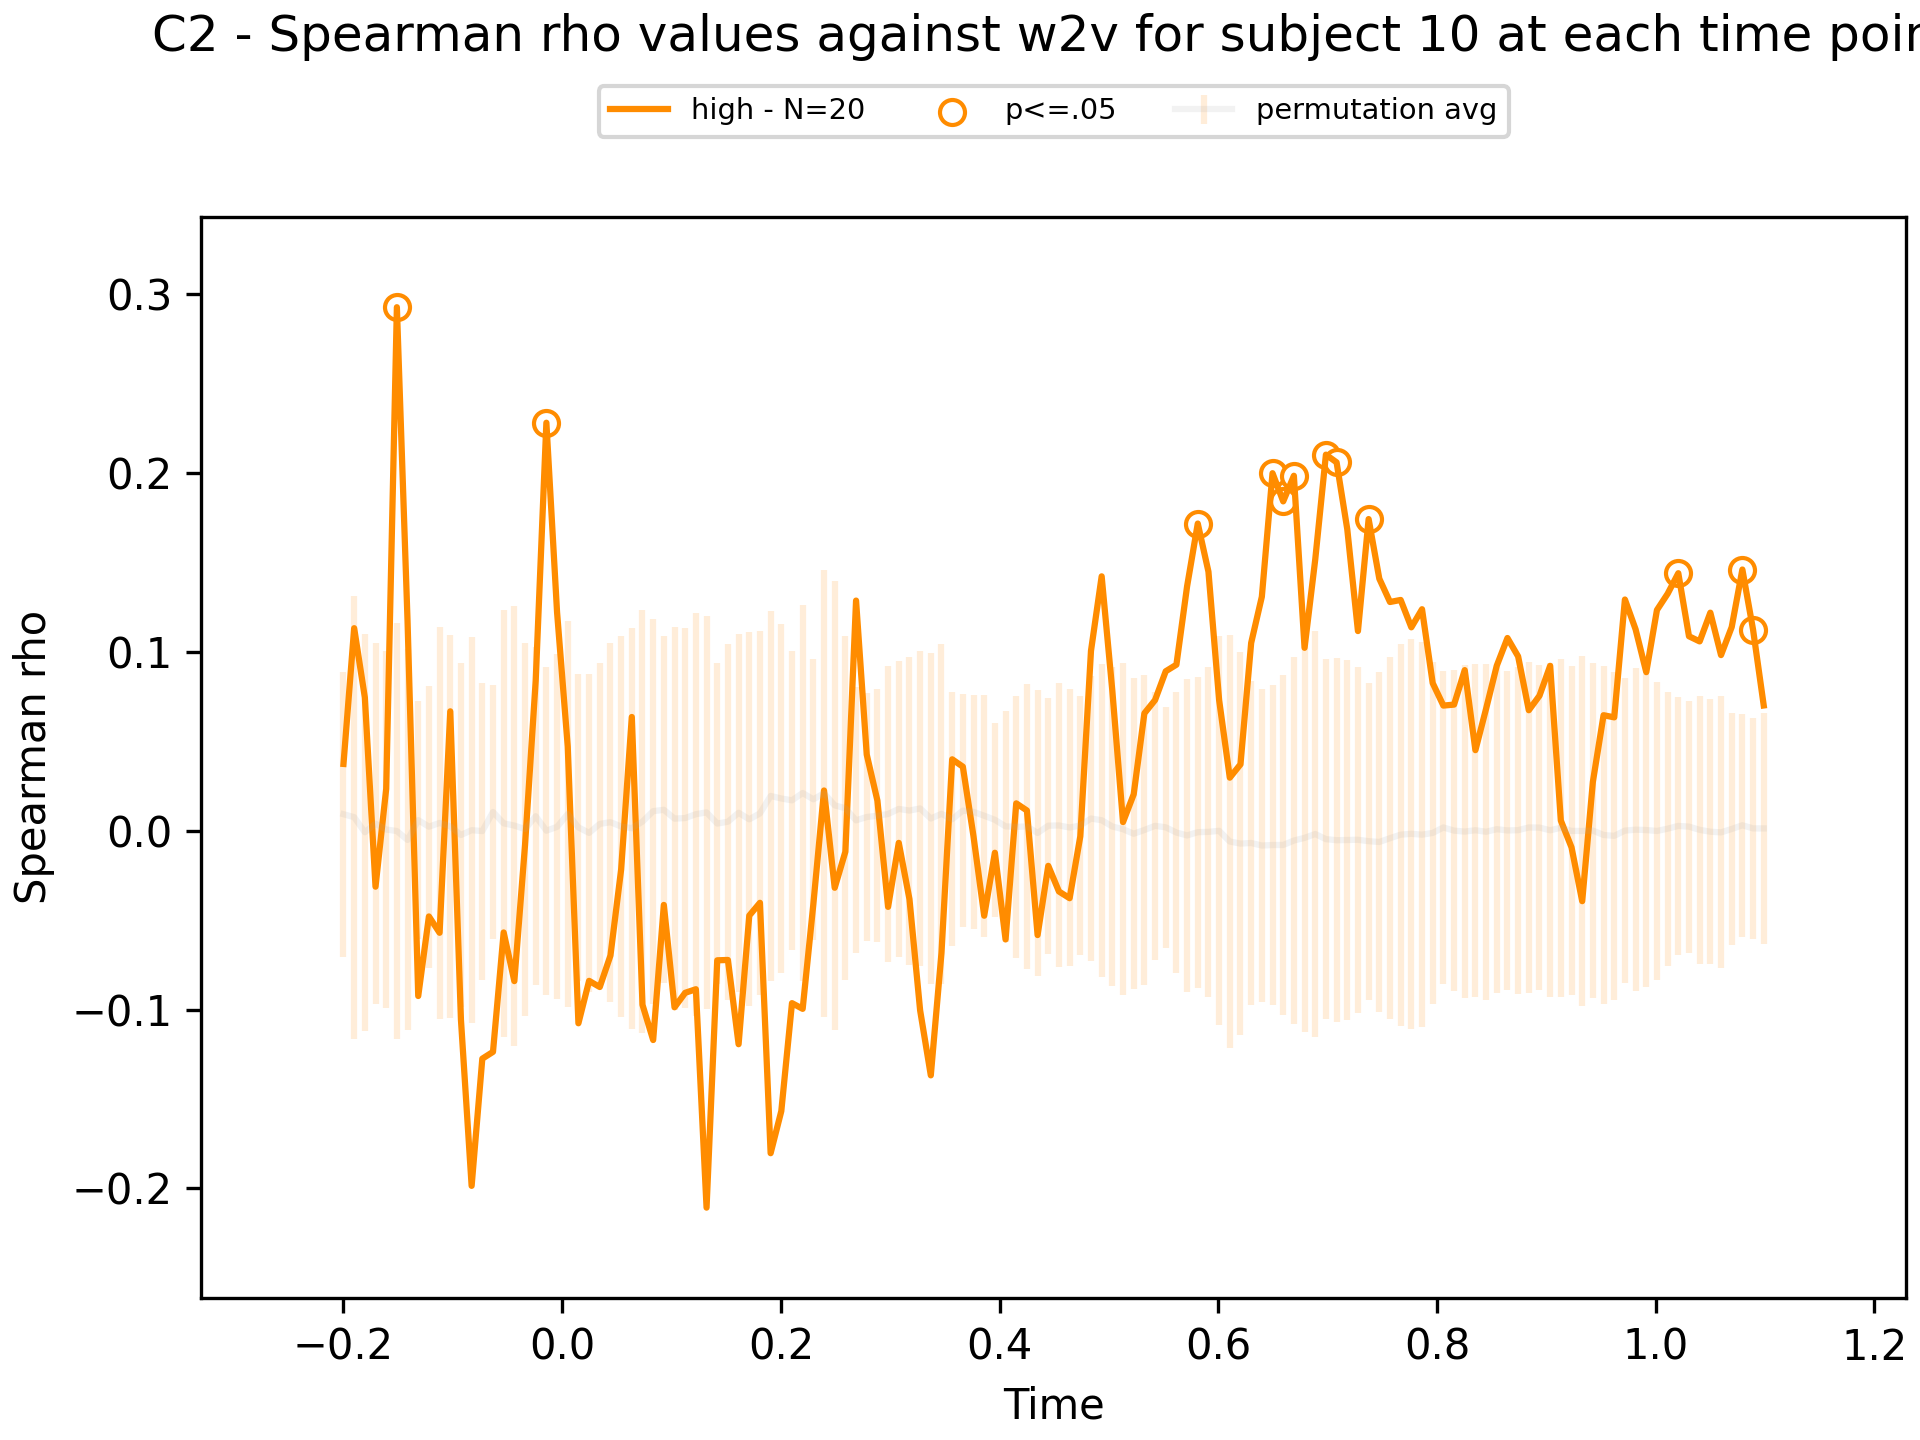 C2 - Spearman rho values against w2v for subject 10 at each time poin
high - N=20
p<=.05
permutation avg
Spearman rho
0.3
0.2
0.1
0.0
−0.1
−0.2
−0.2
0.0
0.2
0.4
0.6
0.8
1.0
1.2
Time